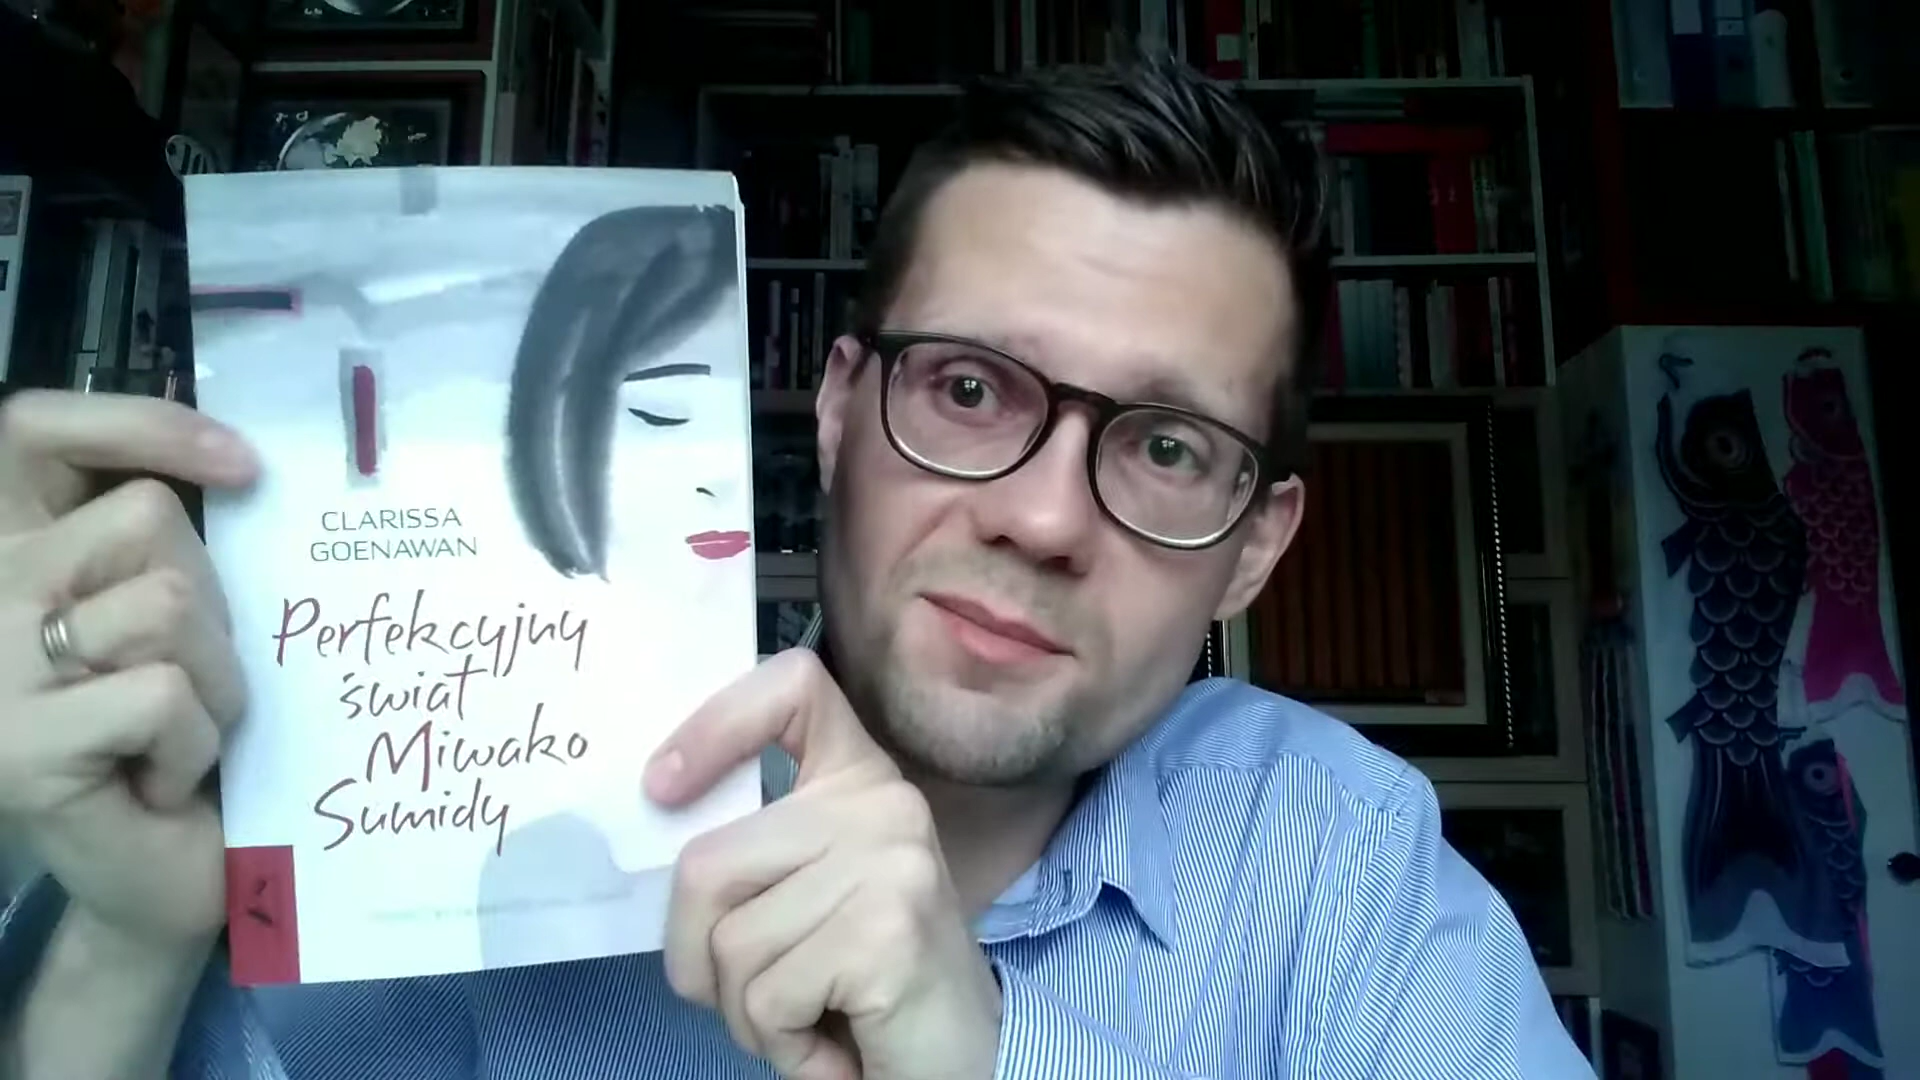 CLARISSA
GOENAWAN
Perfekcyjny
świat
Miwako
Sumidy